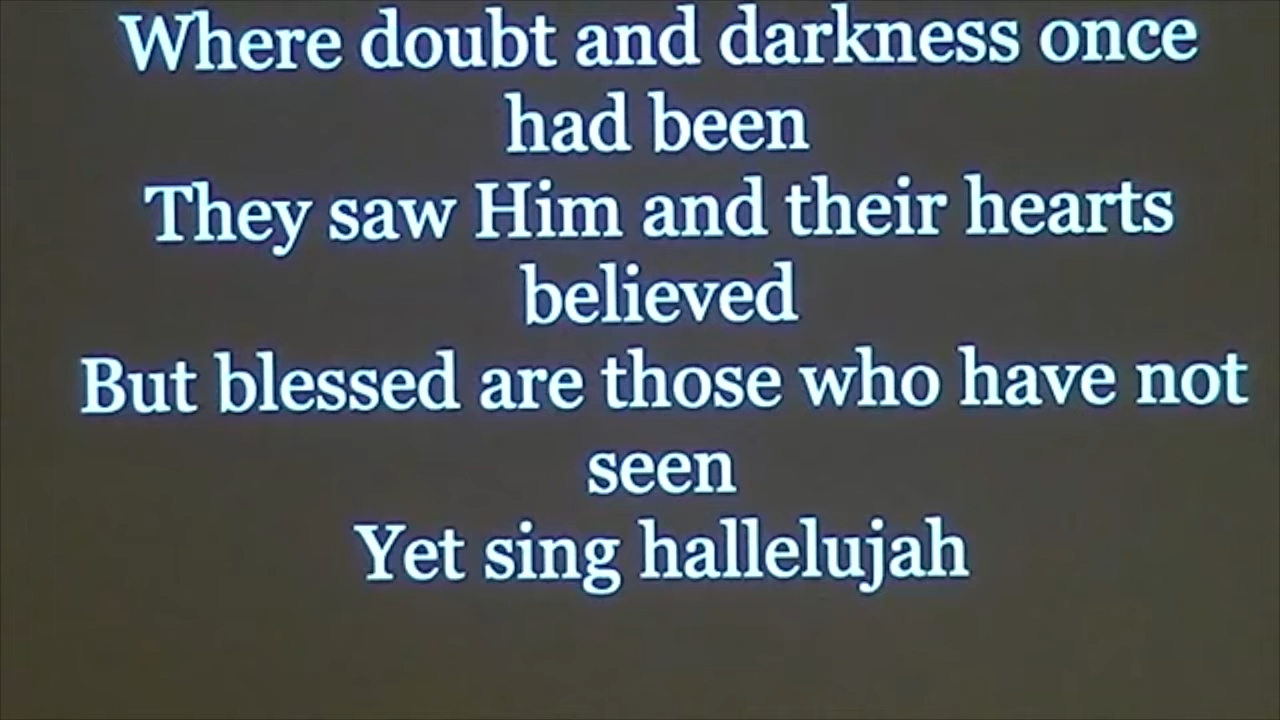 Where doubt and darkness once
had been
They saw Him and their hearts
believed
But blessed are those who have not
seen
Yet sing hallelujah